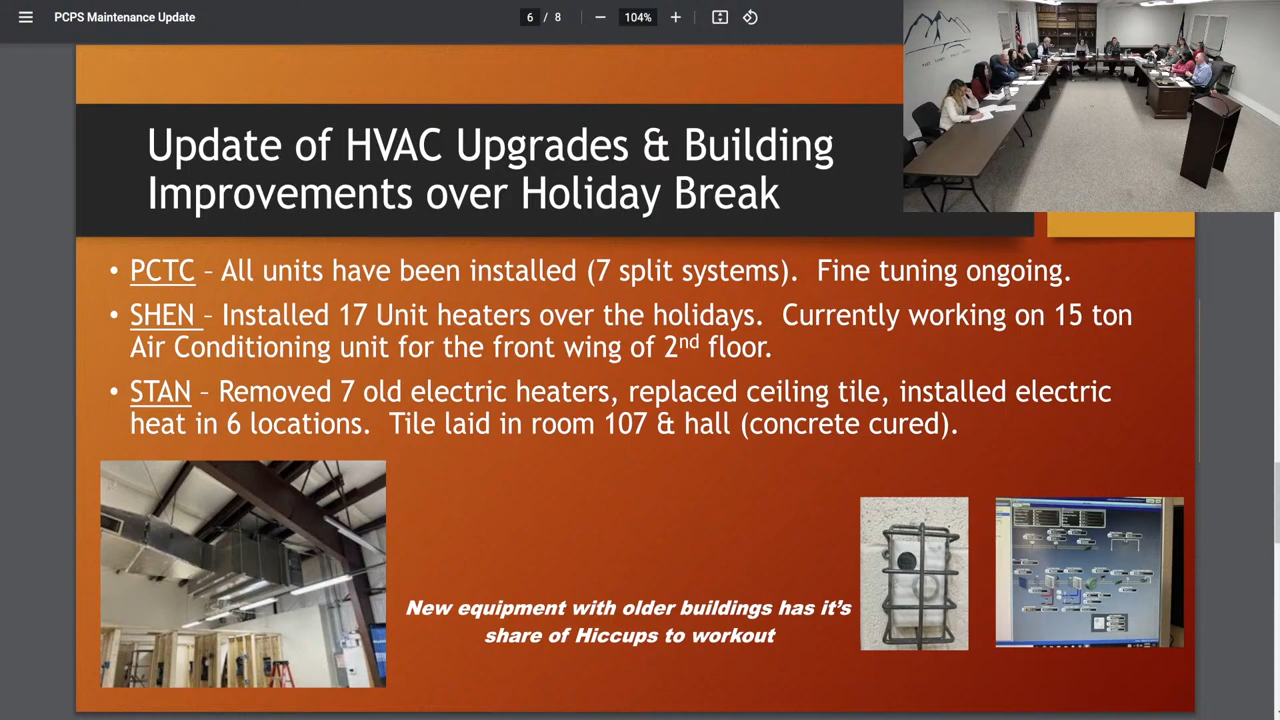 PCPS Maintenance Update
6 / 8
104%
Update of HVAC Upgrades & Building
Improvements over Holiday Break
• PCTC – All units have been installed (7 split systems). Fine tuning ongoing.
• SHEN – Installed 17 Unit heaters over the holidays. Currently working on 15 ton
Air Conditioning unit for the front wing of 2nd floor.
• STAN – Removed 7 old electric heaters, replaced ceiling tile, installed electric
heat in 6 locations. Tile laid in room 107 & hall (concrete cured).
New equipment with older buildings has it's
share of Hiccups to workout